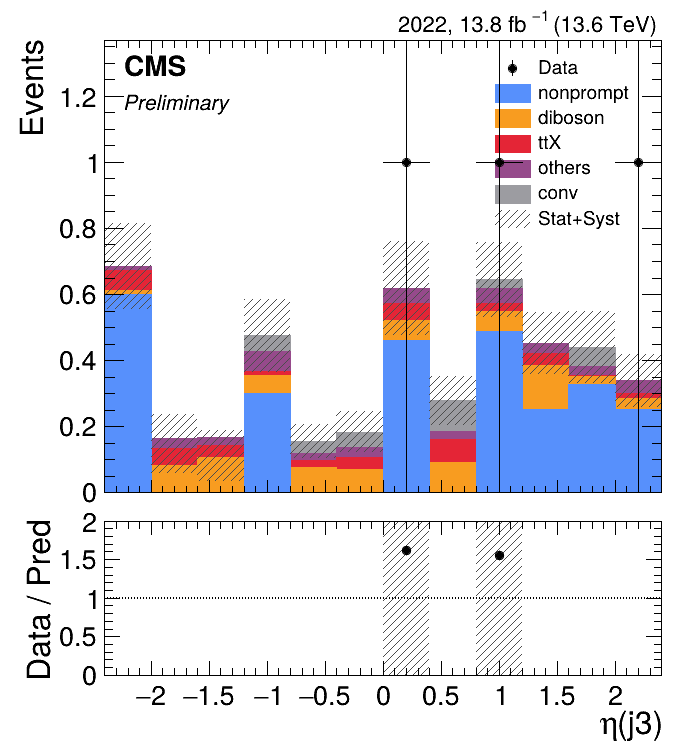 2022, 13.8 fb⁻¹ (13.6 TeV)
CMS
Preliminary
Events
Data
nonprompt
diboson
ttX
others
conv
Stat+Syst
1.2
1
0.8
0.6
0.4
0.2
0
Data / Pred
2
1.5
1
0.5
0
−2 −1.5 −1 −0.5 0 0.5 1 1.5 2
η(j3)